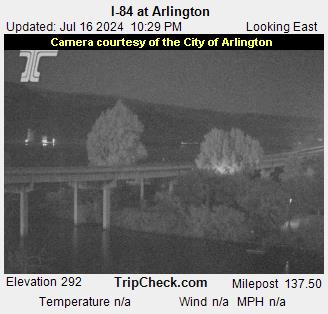 I-84 at Arlington
Updated: Jul 16 2024 10:29 PM Looking East
Camera courtesy of the City of Arlington
Elevation 292 TripCheck.com Milepost 137.50
Temperature n/a Wind n/a MPH n/a